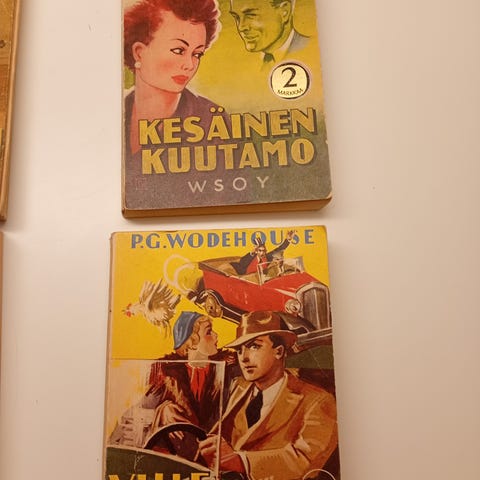 2
MARKKAA
KESÄINEN
KUUTAMO
WSOY
P.G. WODEHOUSE